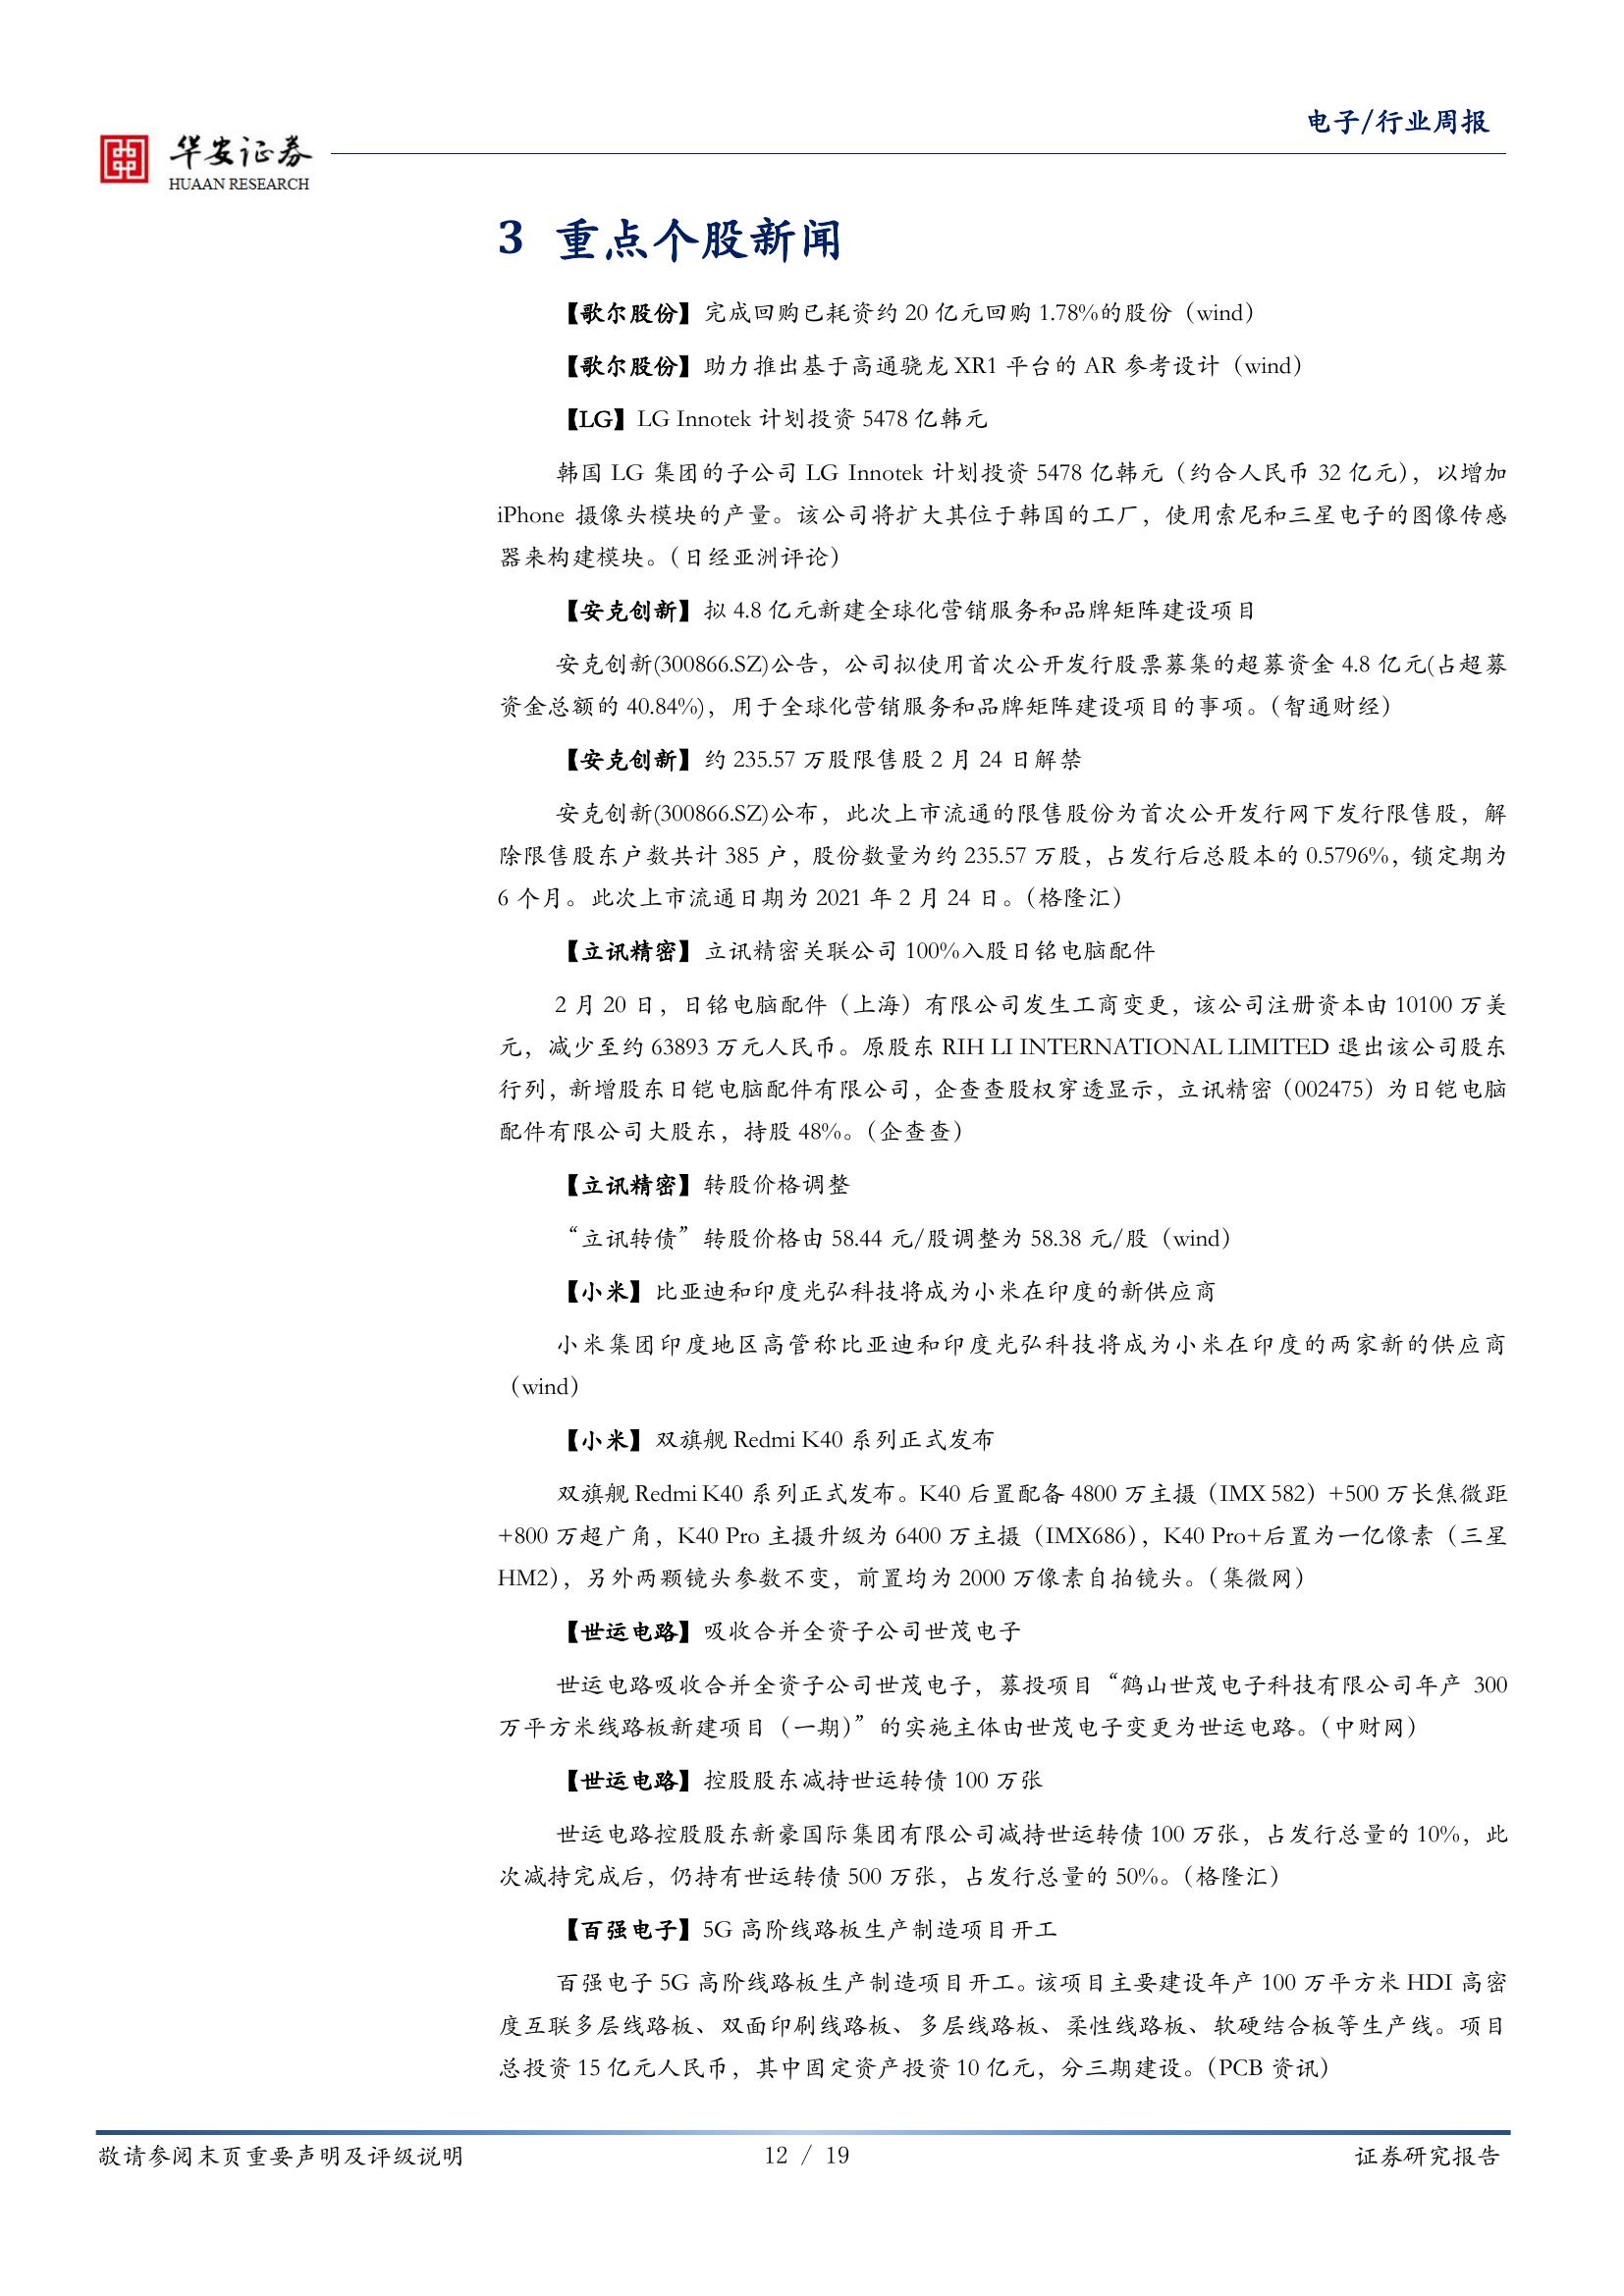 电子/行业周报
华安证券
HUAAN RESEARCH
3 重点个股新闻
【歌尔股份】完成回购已耗资约 20 亿元回购 1.78%的股份（wind）
【歌尔股份】助力推出基于高通骁龙 XR1 平台的 AR 参考设计（wind）
【LG】LG Innotek 计划投资 5478 亿韩元
韩国 LG 集团的子公司 LG Innotek 计划投资 5478 亿韩元（约合人民币 32 亿元），以增加
iPhone 摄像头模块的产量。该公司将扩大其位于韩国的工厂，使用索尼和三星电子的图像传感
器来构建模块。（日经亚洲评论）
【安克创新】拟 4.8 亿元新建全球化营销服务和品牌矩阵建设项目
安克创新(300866.SZ)公告，公司拟使用首次公开发行股票募集的超募资金 4.8 亿元(占超募
资金总额的 40.84%)，用于全球化营销服务和品牌矩阵建设项目的事项。（智通财经）
【安克创新】约 235.57 万股限售股 2 月 24 日解禁
安克创新(300866.SZ)公布，此次上市流通的限售股份为首次公开发行网下发行限售股，解
除限售股东户数共计 385 户，股份数量为约 235.57 万股，占发行后总股本的 0.5796%，锁定期为
6 个月。此次上市流通日期为 2021 年 2 月 24 日。（格隆汇）
【立讯精密】立讯精密关联公司 100%入股日铭电脑配件
2 月 20 日，日铭电脑配件（上海）有限公司发生工商变更，该公司注册资本由 10100 万美
元，减少至约 63893 万元人民币。原股东 RIH LI INTERNATIONAL LIMITED 退出该公司股东
行列，新增股东日铠电脑配件有限公司，企查查股权穿透显示，立讯精密（002475）为日铠电脑
配件有限公司大股东，持股 48%。（企查查）
【立讯精密】转股价格调整
“立讯转债”转股价格由 58.44 元/股调整为 58.38 元/股（wind）
【小米】比亚迪和印度光弘科技将成为小米在印度的新供应商
小米集团印度地区高管称比亚迪和印度光弘科技将成为小米在印度的两家新的供应商
（wind）
【小米】双旗舰 Redmi K40 系列正式发布
双旗舰 Redmi K40 系列正式发布。K40 后置配备 4800 万主摄（IMX 582）+500 万长焦微距
+800 万超广角，K40 Pro 主摄升级为 6400 万主摄（IMX686），K40 Pro+后置为一亿像素（三星
HM2），另外两颗镜头参数不变，前置均为 2000 万像素自拍镜头。（集微网）
【世运电路】吸收合并全资子公司世茂电子
世运电路吸收合并全资子公司世茂电子，募投项目“鹤山世茂电子科技有限公司年产 300
万平方米线路板新建项目（一期）”的实施主体由世茂电子变更为世运电路。（中财网）
【世运电路】控股股东减持世运转债 100 万张
世运电路控股股东新豪国际集团有限公司减持世运转债 100 万张，占发行总量的 10%，此
次减持完成后，仍持有世运转债 500 万张，占发行总量的 50%。（格隆汇）
【百强电子】5G 高阶线路板生产制造项目开工
百强电子 5G 高阶线路板生产制造项目开工。该项目主要建设年产 100 万平方米 HDI 高密
度互联多层线路板、双面印刷线路板、多层线路板、柔性线路板、软硬结合板等生产线。项目
总投资 15 亿元人民币，其中固定资产投资 10 亿元，分三期建设。（PCB 资讯）
敬请参阅末页重要声明及评级说明
12 / 19
证券研究报告